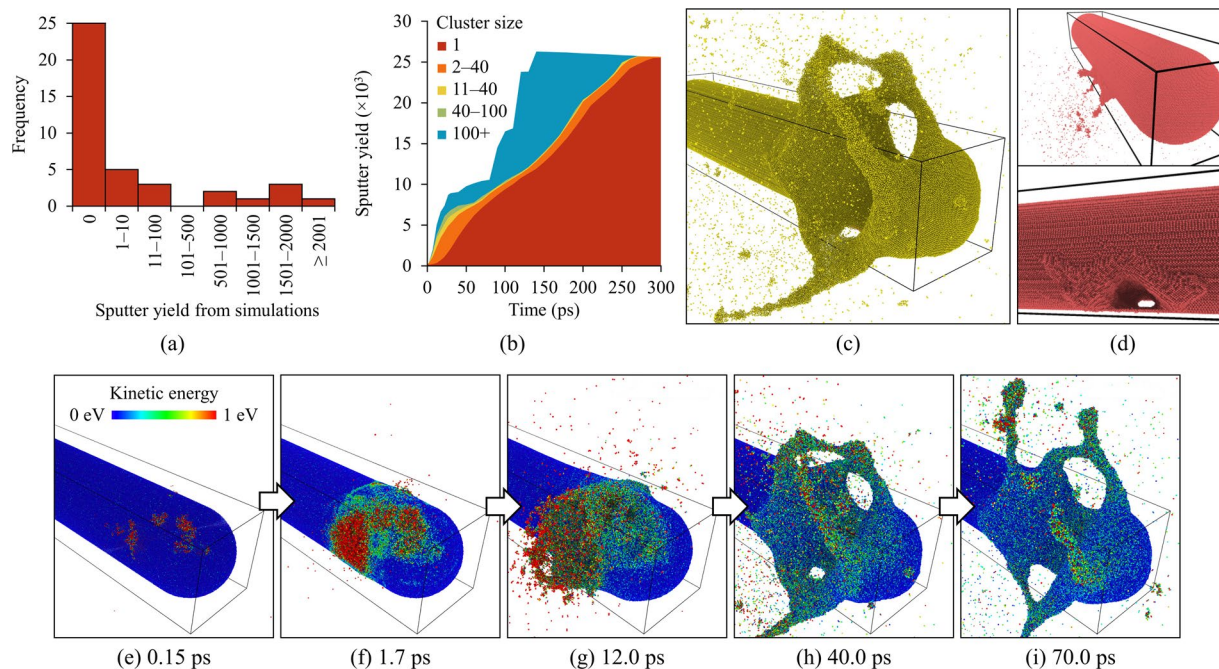 25
20
15
10
5
0
Frequency
0
1–10
11–100
101–500
501–1000
1001–1500
1501–2000
≥ 2001
Sputter yield from simulations
(a)
30
25
20
15
10
5
0
Sputter yield (×10³)
Cluster size
1
2–40
11–40
40–100
100+
0
50
100
150
200
250
300
Time (ps)
(b)
(c)
(d)
Kinetic energy
0 eV
1 eV
(e) 0.15 ps
(f) 1.7 ps
(g) 12.0 ps
(h) 40.0 ps
(i) 70.0 ps